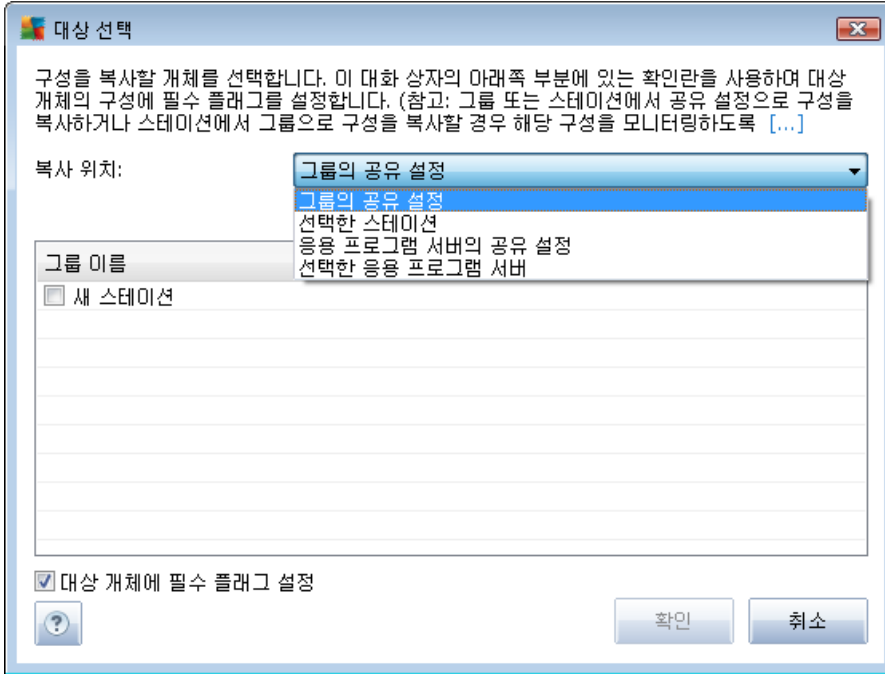 대상 선택
구성을 복사할 개체를 선택합니다. 이 대화 상자의 아래쪽 부분에 있는 확인란을 사용하여 대상
개체의 구성에 필수 플래그를 설정합니다. (참고: 그룹 또는 스테이션에서 공유 설정으로 구성을
복사하거나 스테이션에서 그룹으로 구성을 복사할 경우 해당 구성을 모니터링하도록 [...]
복사 위치:
그룹의 공유 설정
그룹의 공유 설정
선택한 스테이션
응용 프로그램 서버의 공유 설정
선택한 응용 프로그램 서버
그룹 이름
새 스테이션
대상 개체에 필수 플래그 설정
?
확인
취소